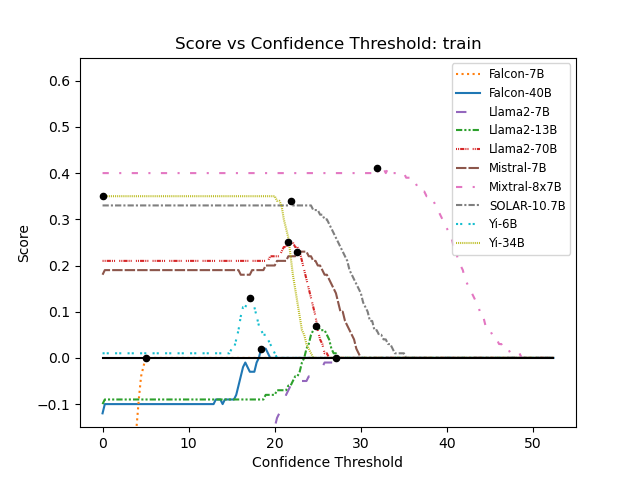 Score vs Confidence Threshold: train
Score
0.6
0.5
0.4
0.3
0.2
0.1
0.0
−0.1
0
10
20
30
40
50
Confidence Threshold
Falcon-7B
Falcon-40B
Llama2-7B
Llama2-13B
Llama2-70B
Mistral-7B
Mixtral-8x7B
SOLAR-10.7B
Yi-6B
Yi-34B